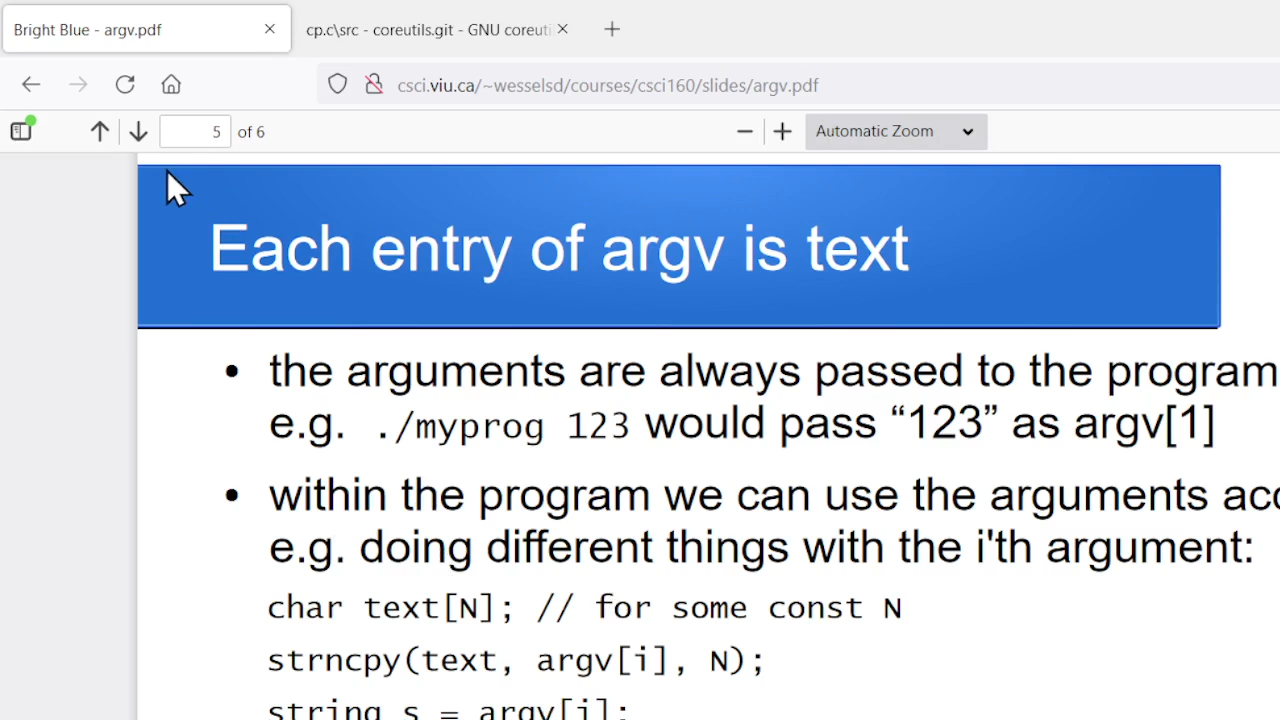 Bright Blue - argv.pdf
cp.c\src - coreutils.git - GNU coreuti
csci.viu.ca/~wesselsd/courses/csci160/slides/argv.pdf
5 of 6
Automatic Zoom
Each entry of argv is text
• the arguments are always passed to the program
e.g. ./myprog 123 would pass “123” as argv[1]
• within the program we can use the arguments acc
e.g. doing different things with the i'th argument:
char text[N]; // for some const N
strncpy(text, argv[i], N);
string s = argv[i];